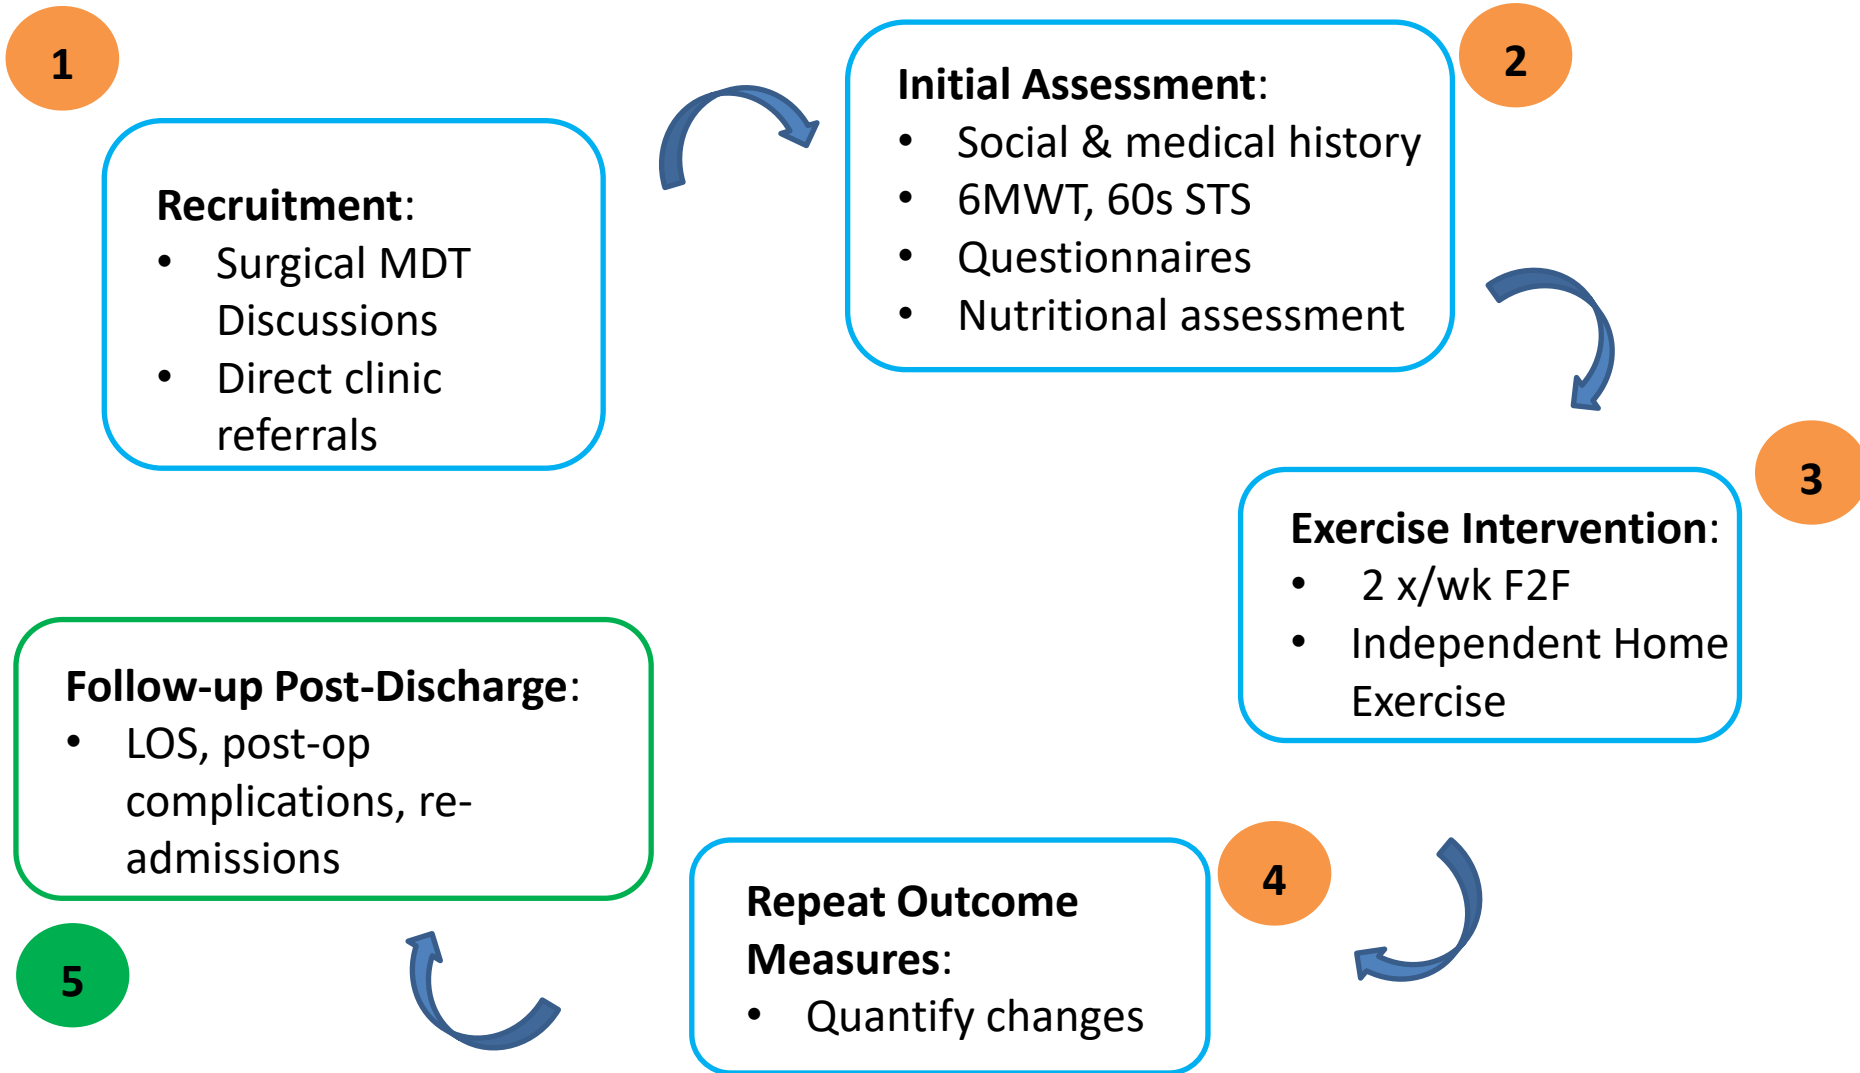 1
Recruitment:
• Surgical MDT
Discussions
• Direct clinic
referrals
2
Initial Assessment:
• Social & medical history
• 6MWT, 60s STS
• Questionnaires
• Nutritional assessment
3
Exercise Intervention:
• 2 x/wk F2F
• Independent Home
Exercise
4
Repeat Outcome
Measures:
• Quantify changes
Follow-up Post-Discharge:
• LOS, post-op
complications, re-
admissions
5